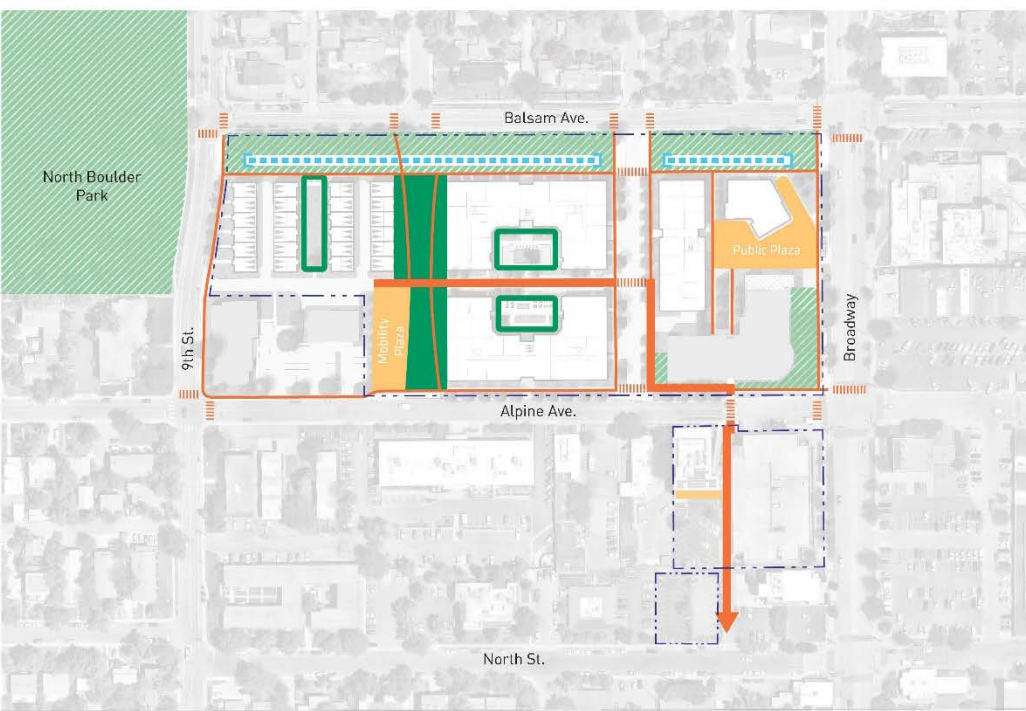 Balsam Ave.
North Boulder
Park
Public Plaza
Mobility
Plaza
9th St.
Broadway
Alpine Ave.
North St.